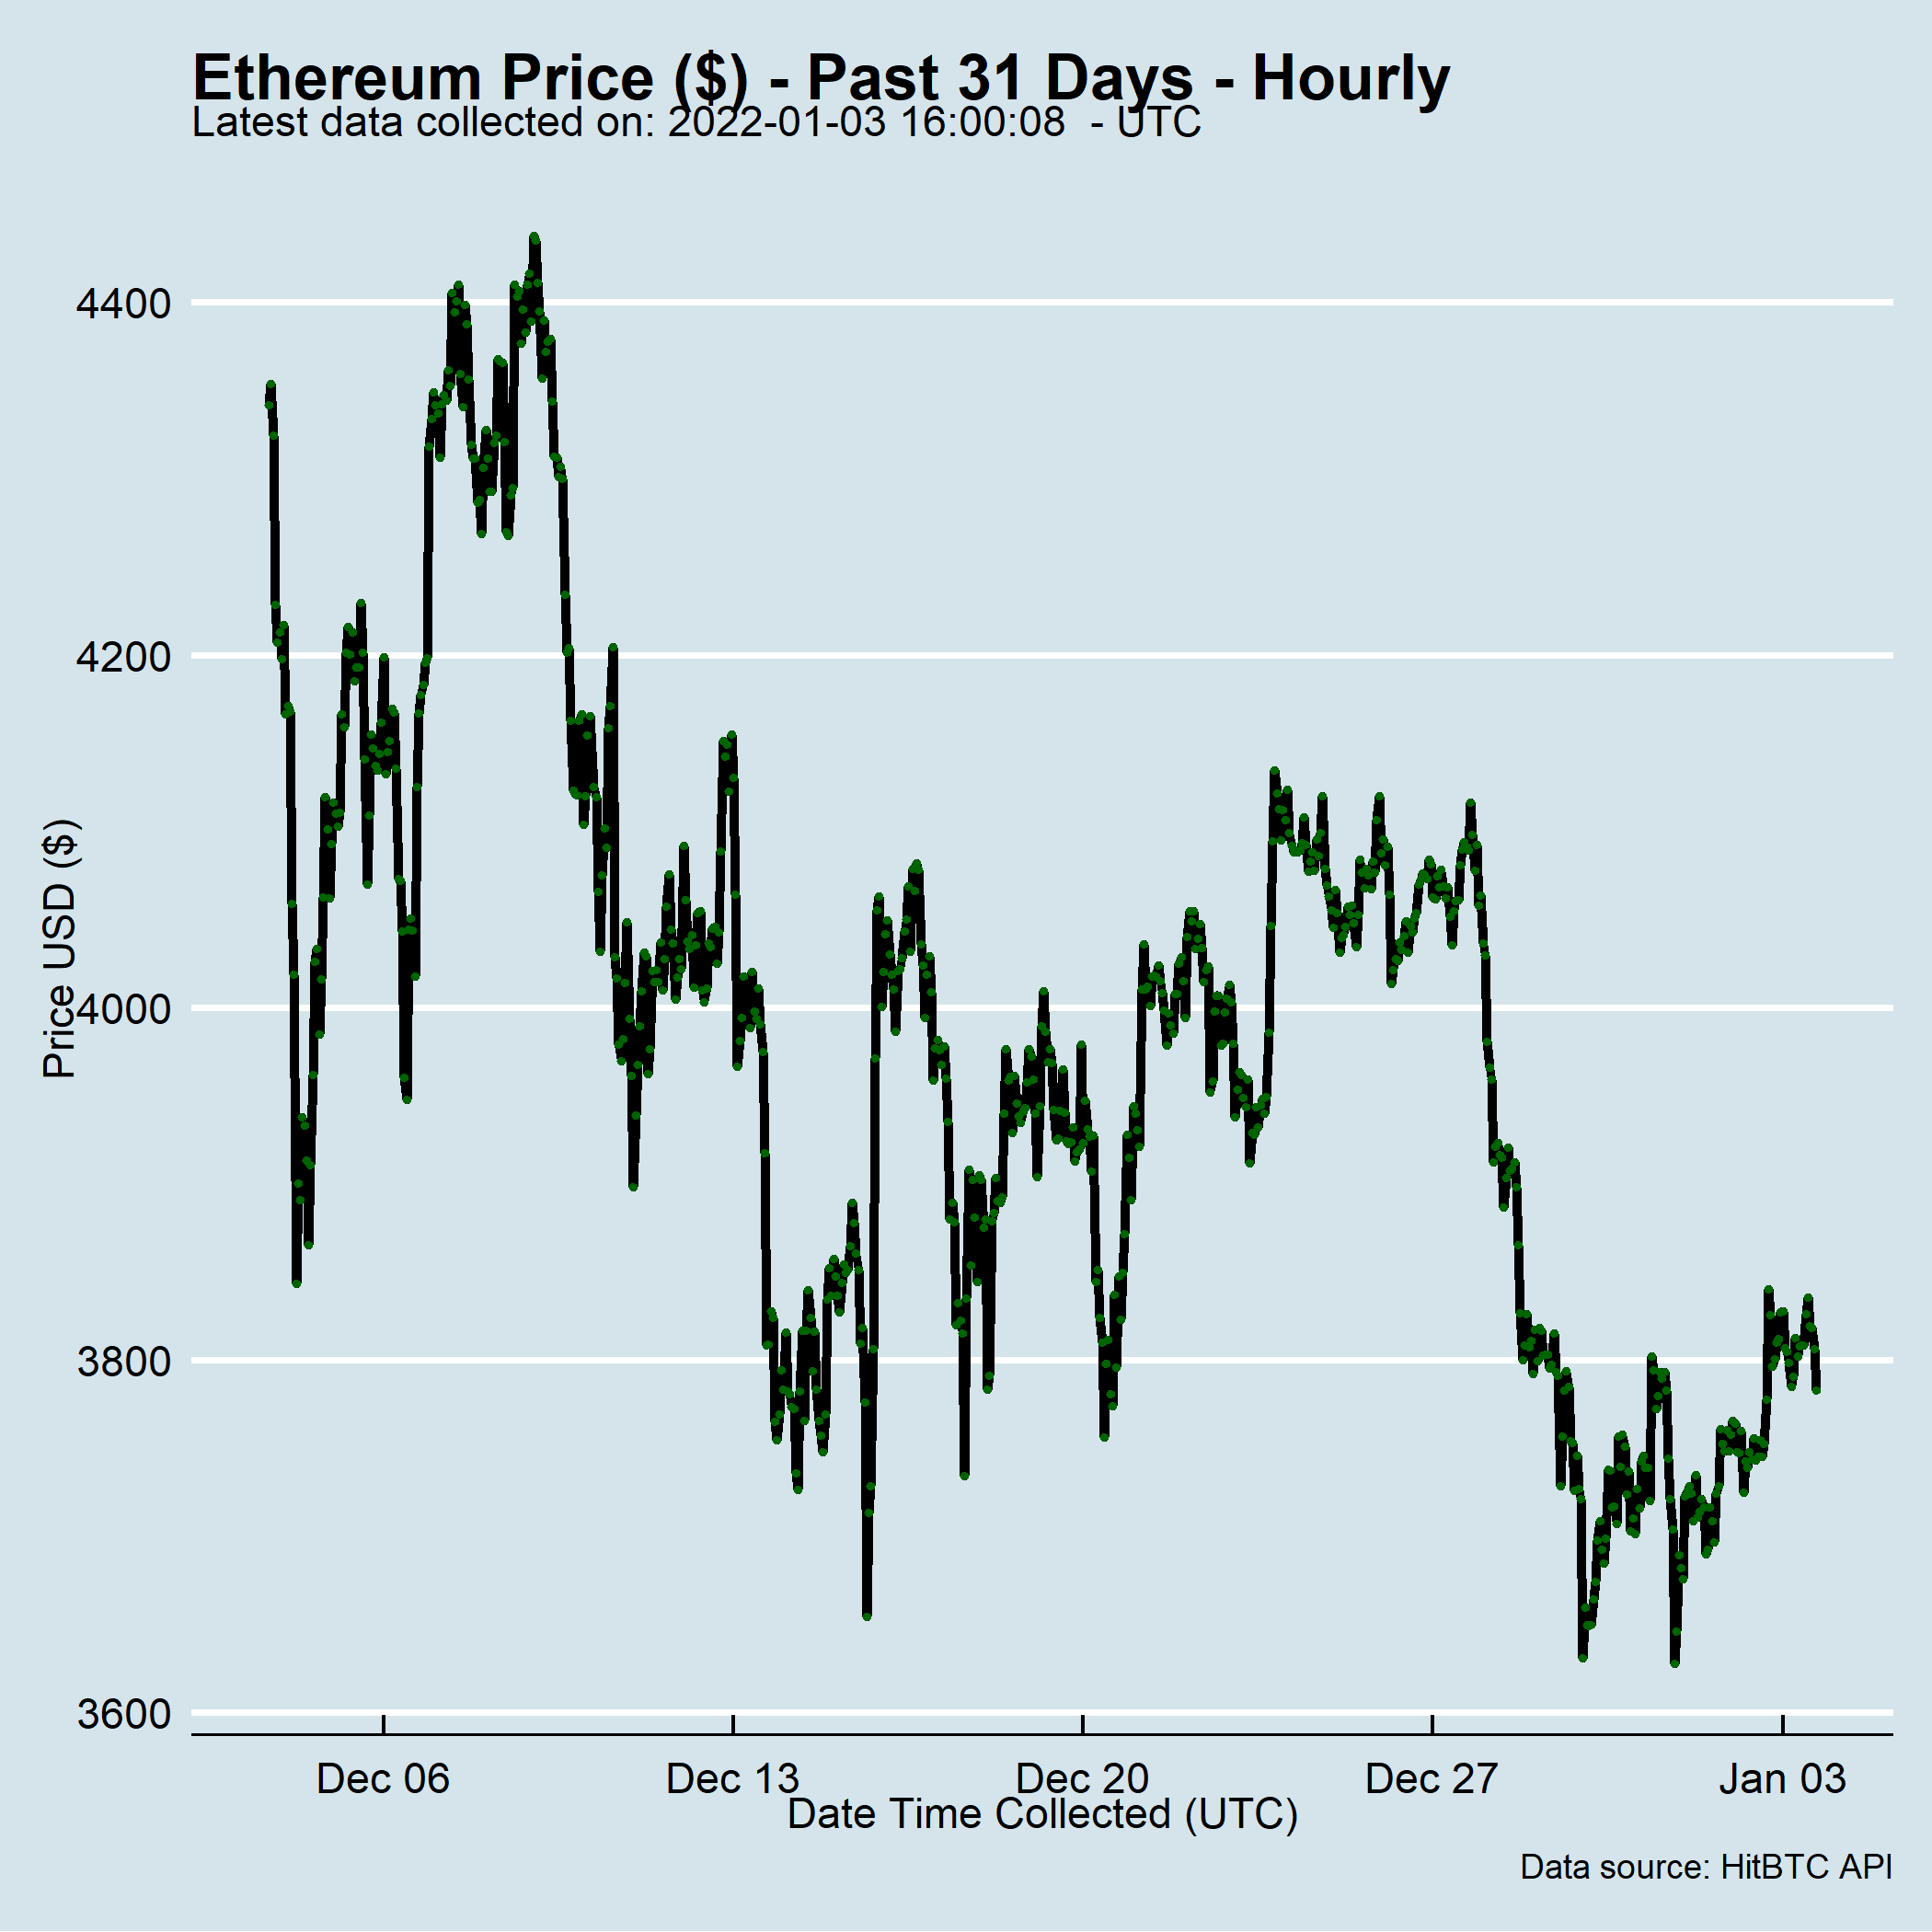 Ethereum Price ($) - Past 31 Days - Hourly
Latest data collected on: 2022-01-03 16:00:08  - UTC
4400
4200
4000
3800
3600
Price USD ($)
Dec 06
Dec 13
Dec 20
Dec 27
Jan 03
Date Time Collected (UTC)
Data source: HitBTC API